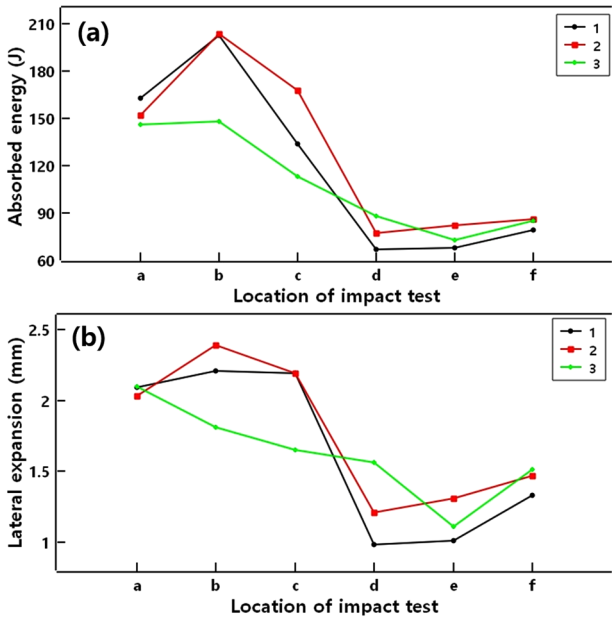 (a)
1
2
3
Absorbed energy (J)
210
180
150
120
90
60
a b c d e f
Location of impact test
(b)
1
2
3
Lateral expansion (mm)
2.5
2
1.5
1
a b c d e f
Location of impact test